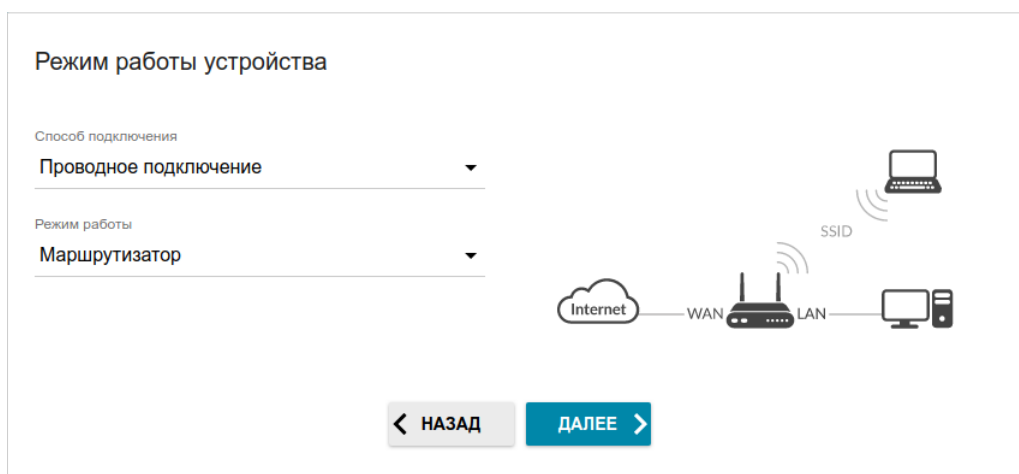 Режим работы устройства
Способ подключения
Проводное подключение
Режим работы
Маршрутизатор
SSID
Internet
WAN
LAN
НАЗАД
ДАЛЕЕ